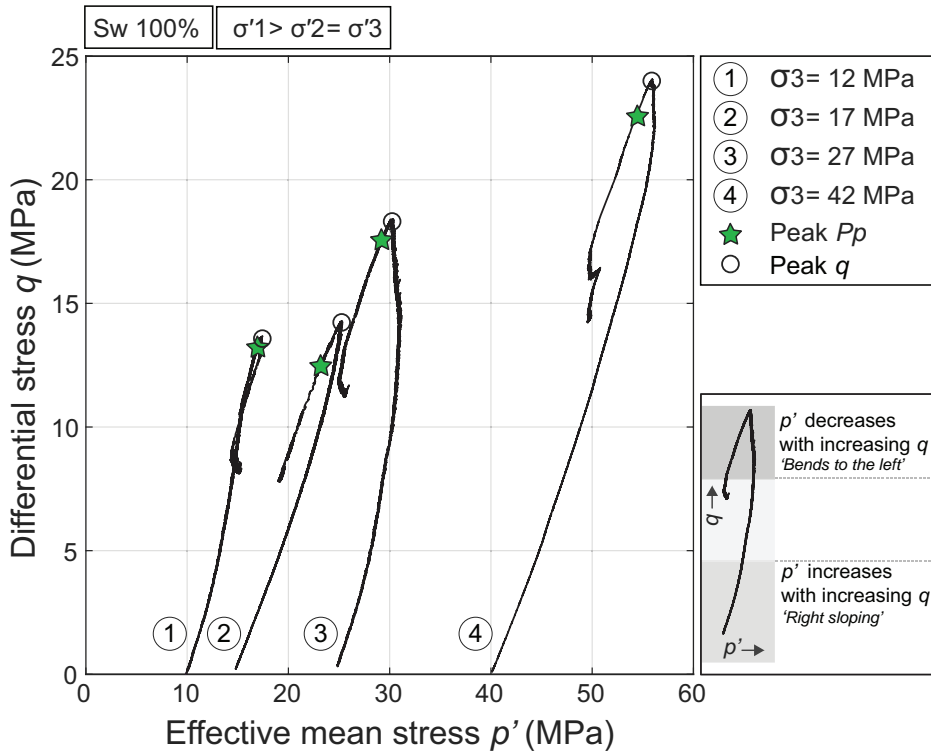 Sw 100%
σ'1> σ'2= σ'3
25
20
15
10
5
0
0
10
20
30
40
50
60
Differential stress q (MPa)
Effective mean stress p' (MPa)
1
2
3
4
1 σ3= 12 MPa
2 σ3= 17 MPa
3 σ3= 27 MPa
4 σ3= 42 MPa
Peak Pp
Peak q
p' decreases
with increasing q
'Bends to the left'
q
p' increases
with increasing q
'Right sloping'
p'